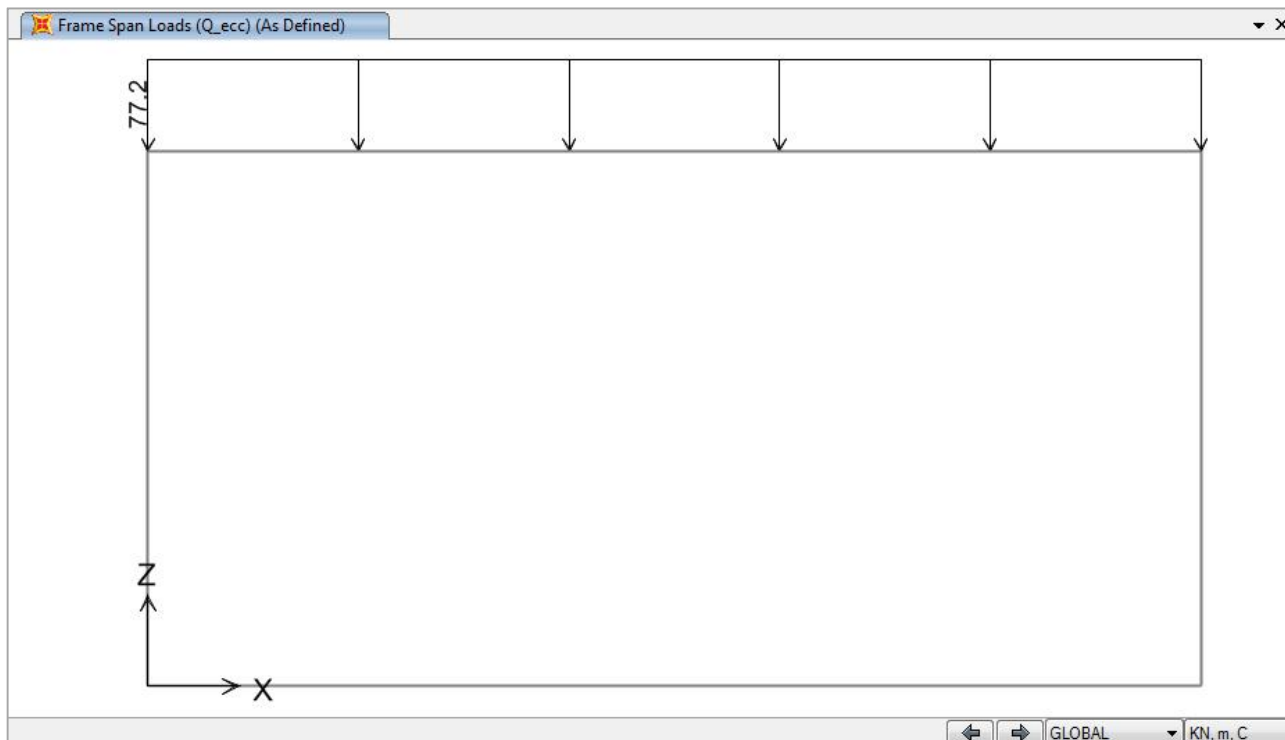 Frame Span Loads (Q_ecc) (As Defined)
77.2
Z
X
GLOBAL
KN, m, C